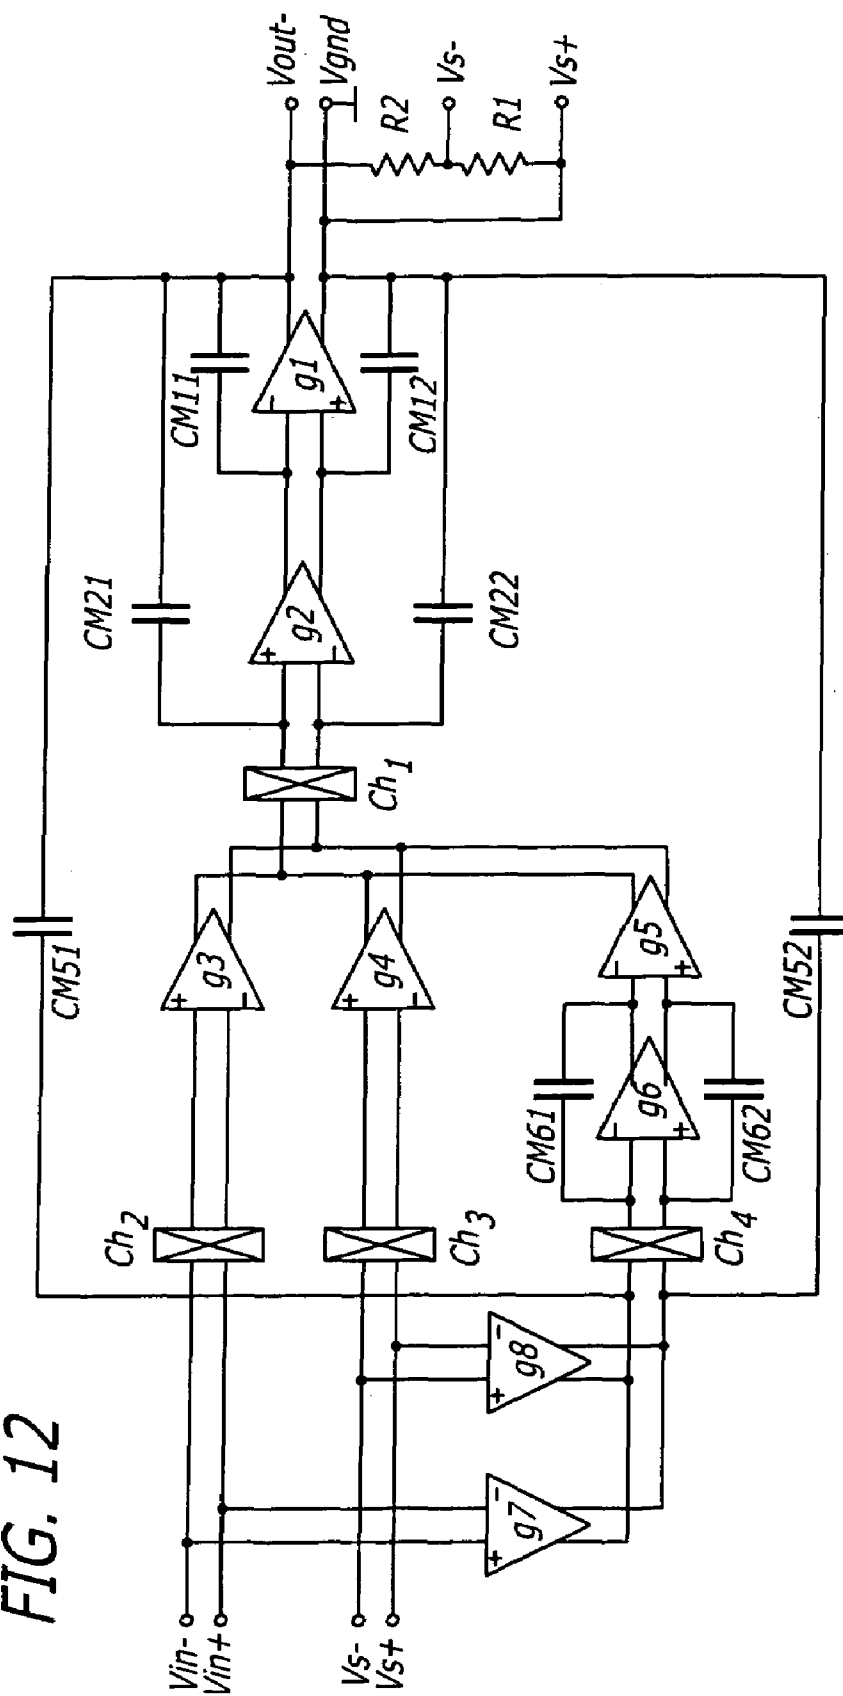 FIG. 12
Vin-
Vin+
Vs-
Vs+
g7
+
−
g8
+
−
Ch2
Ch3
Ch4
CM51
CM52
CM61
CM62
g6
−
+
g5
−
+
g3
+
−
g4
+
−
Ch1
CM21
CM22
g2
+
−
CM11
CM12
g1
−
+
Vout-
Vgnd
R2
Vs-
R1
Vs+